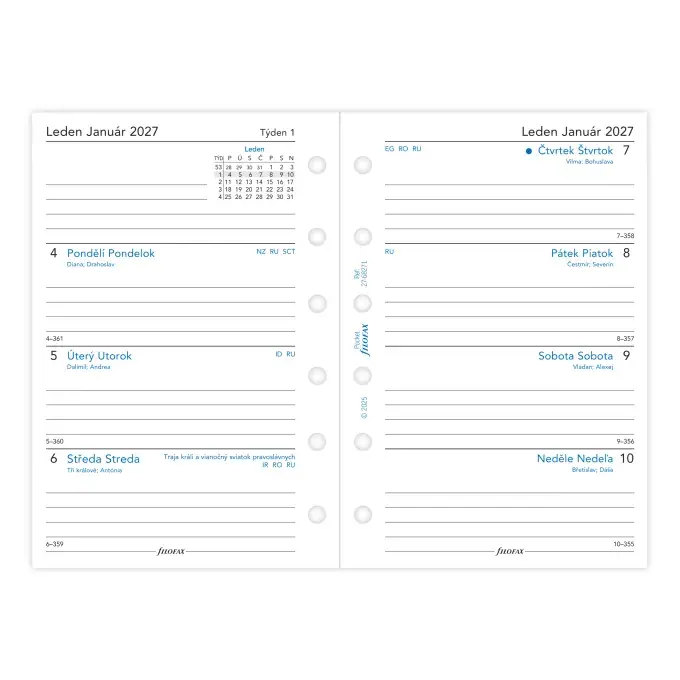 Leden Január 2027
Týden 1
Leden
TÝD P Ú S Č P S N
53 28 29 30 31 1 2 3
1 4 5 6 7 8 9 10
2 11 12 13 14 15 16 17
3 18 19 20 21 22 23 24
4 25 26 27 28 29 30 31
4 Pondělí Pondelok NZ RU SCT
Diana; Drahoslav
4–361
5 Úterý Utorok ID RU
Dalimil; Andrea
5–360
6 Středa Streda Traja králi a vianočný sviatok pravoslávnych
Tři králové; Antónia IR RO RU
6–359
FILOFAX
Leden Január 2027
EG RO RU Čtvrtek Štvrtok 7
Vilma; Bohuslava
7–358
RU Pátek Piatok 8
Čestmír; Severín
8–357
Sobota Sobota 9
Vladan; Alexej
9–356
Neděle Nedeľa 10
Břetislav; Dáša
10–355
FILOFAX
Ref
27-68271
Pocket
FILOFAX
© 2025